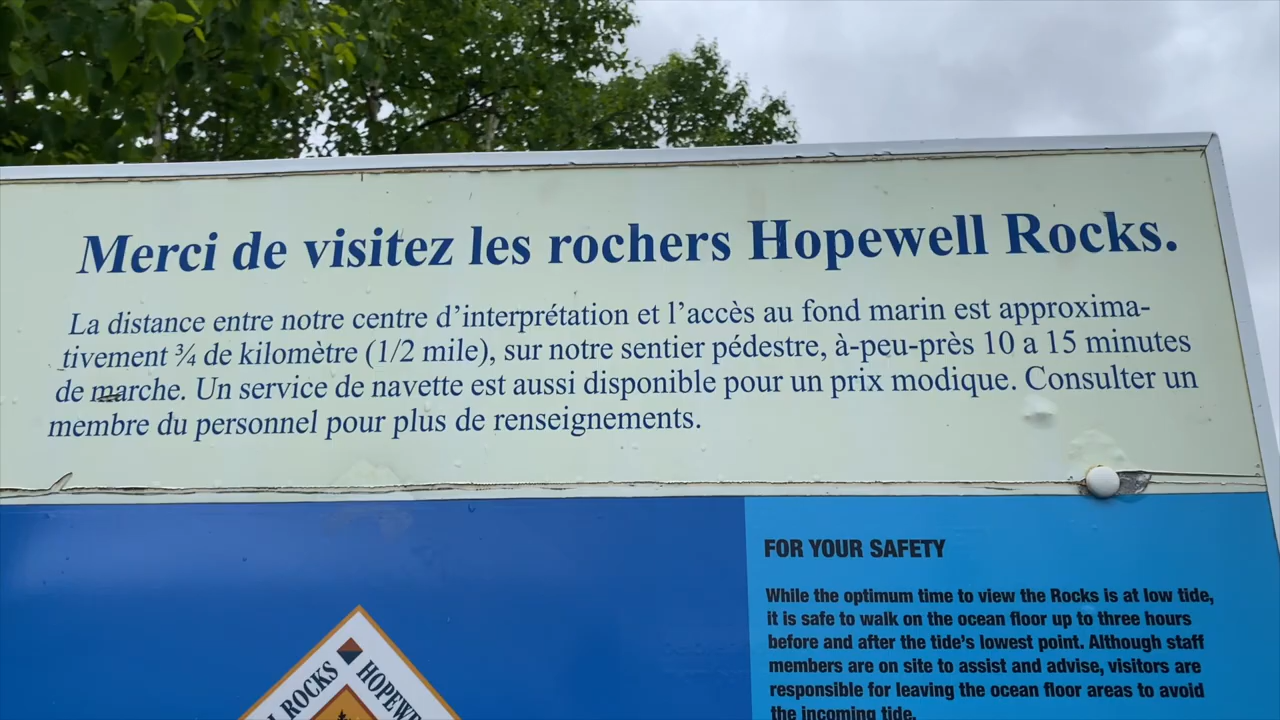 Merci de visitez les rochers Hopewell Rocks.
La distance entre notre centre d'interprétation et l'accès au fond marin est approxima-
tivement ¾ de kilomètre (1/2 mile), sur notre sentier pédestre, à-peu-près 10 a 15 minutes
de marche. Un service de navette est aussi disponible pour un prix modique. Consulter un
membre du personnel pour plus de renseignements.
FOR YOUR SAFETY
While the optimum time to view the Rocks is at low tide,
it is safe to walk on the ocean floor up to three hours
before and after the tide's lowest point. Although staff
members are on site to assist and advise, visitors are
responsible for leaving the ocean floor areas to avoid
the incoming tide.
ROCKS